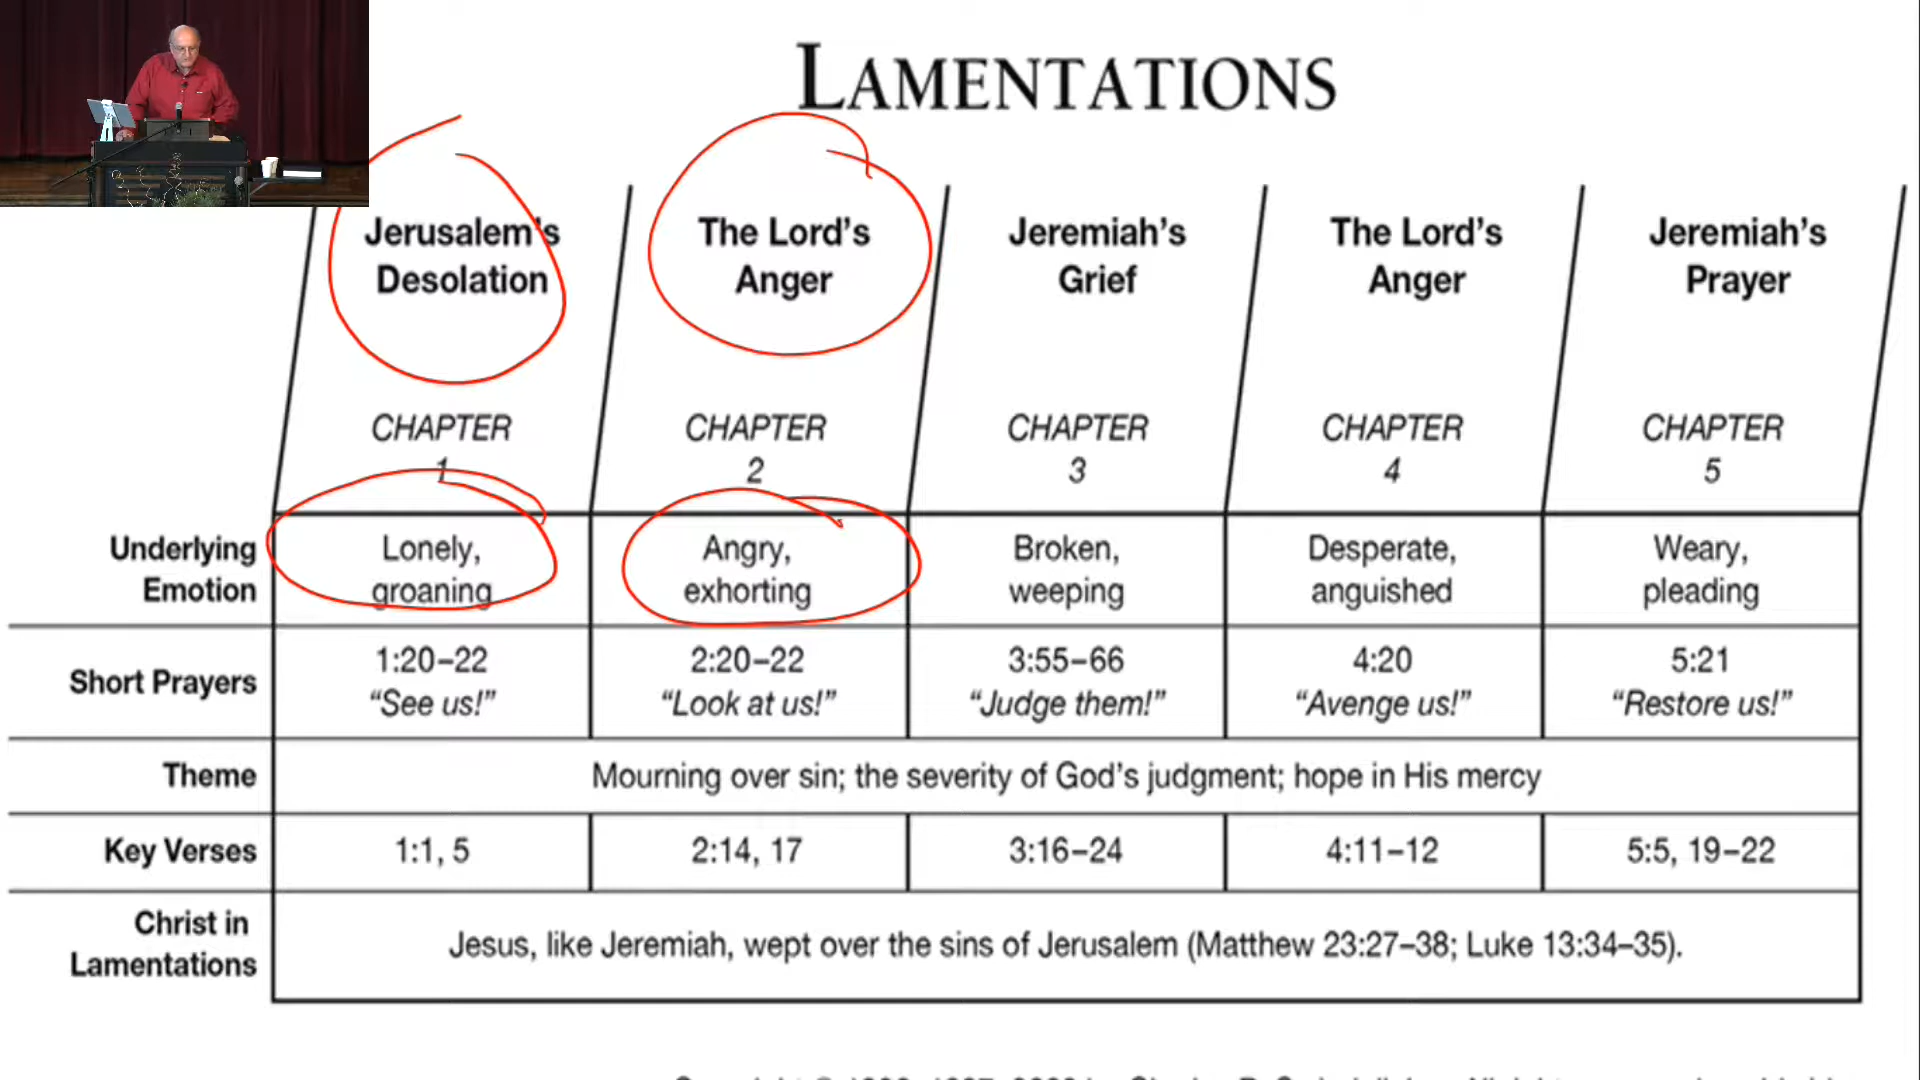 LAMENTATIONS
Jerusalem's
Desolation
The Lord's
Anger
Jeremiah's
Grief
The Lord's
Anger
Jeremiah's
Prayer
CHAPTER
1
CHAPTER
2
CHAPTER
3
CHAPTER
4
CHAPTER
5
Underlying
Emotion
Lonely,
groaning
Angry,
exhorting
Broken,
weeping
Desperate,
anguished
Weary,
pleading
Short Prayers
1:20–22
“See us!”
2:20–22
“Look at us!”
3:55–66
“Judge them!”
4:20
“Avenge us!”
5:21
“Restore us!”
Theme
Mourning over sin; the severity of God's judgment; hope in His mercy
Key Verses
1:1, 5
2:14, 17
3:16–24
4:11–12
5:5, 19–22
Christ in
Lamentations
Jesus, like Jeremiah, wept over the sins of Jerusalem (Matthew 23:27–38; Luke 13:34–35).